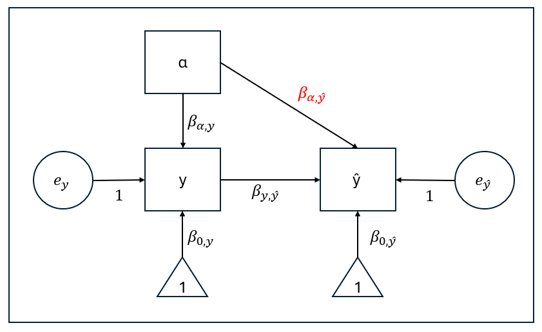 α
β_{α,ŷ}
β_{α,y}
e_y
1
y
β_{y,ŷ}
ŷ
1
e_ŷ
β_{0,y}
β_{0,ŷ}
1
1